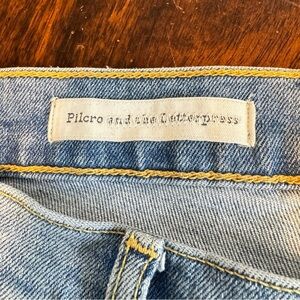 Pilcro and the Letterpress